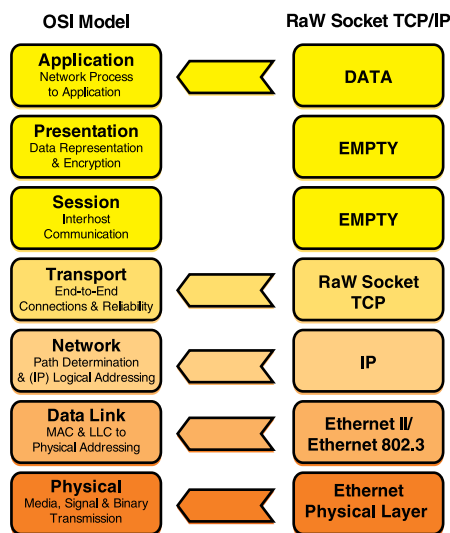 OSI Model
RaW Socket TCP/IP
Application
Network Process
to Application
DATA
Presentation
Data Representation
& Encryption
EMPTY
Session
Interhost
Communication
EMPTY
Transport
End-to-End
Connections & Reliability
RaW Socket
TCP
Network
Path Determination
& (IP) Logical Addressing
IP
Data Link
MAC & LLC to
Physical Addressing
Ethernet II/
Ethernet 802.3
Physical
Media, Signal & Binary
Transmission
Ethernet
Physical Layer